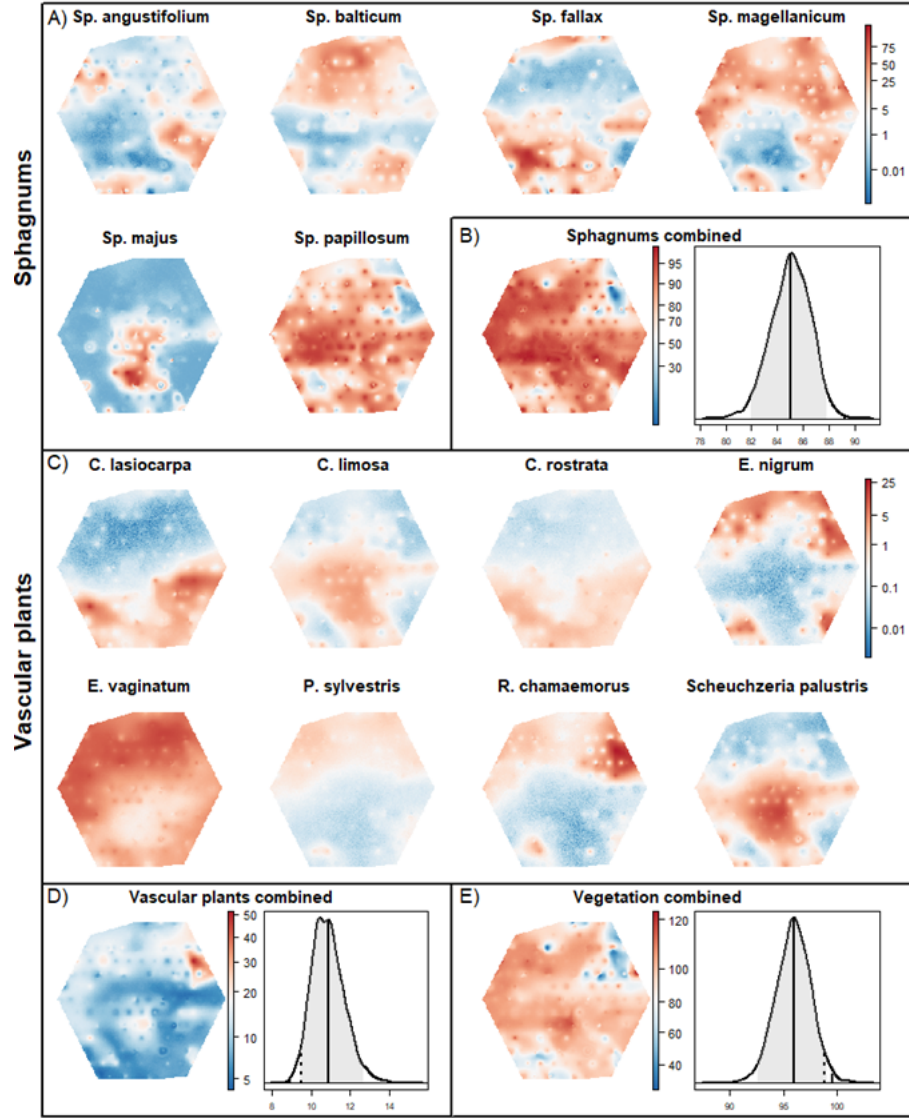 A)
Sp. angustifolium
Sp. balticum
Sp. fallax
Sp. magellanicum
75
50
25
5
1
0.01
Sphagnums
Sp. majus
Sp. papillosum
B)
Sphagnums combined
95
90
80
70
50
30
78 80 82 84 86 88 90
C)
C. lasiocarpa
C. limosa
C. rostrata
E. nigrum
25
5
1
0.1
0.01
Vascular plants
E. vaginatum
P. sylvestris
R. chamaemorus
Scheuchzeria palustris
D)
Vascular plants combined
50
40
30
20
10
5
8 10 12 14
E)
Vegetation combined
120
100
80
60
40
90 95 100